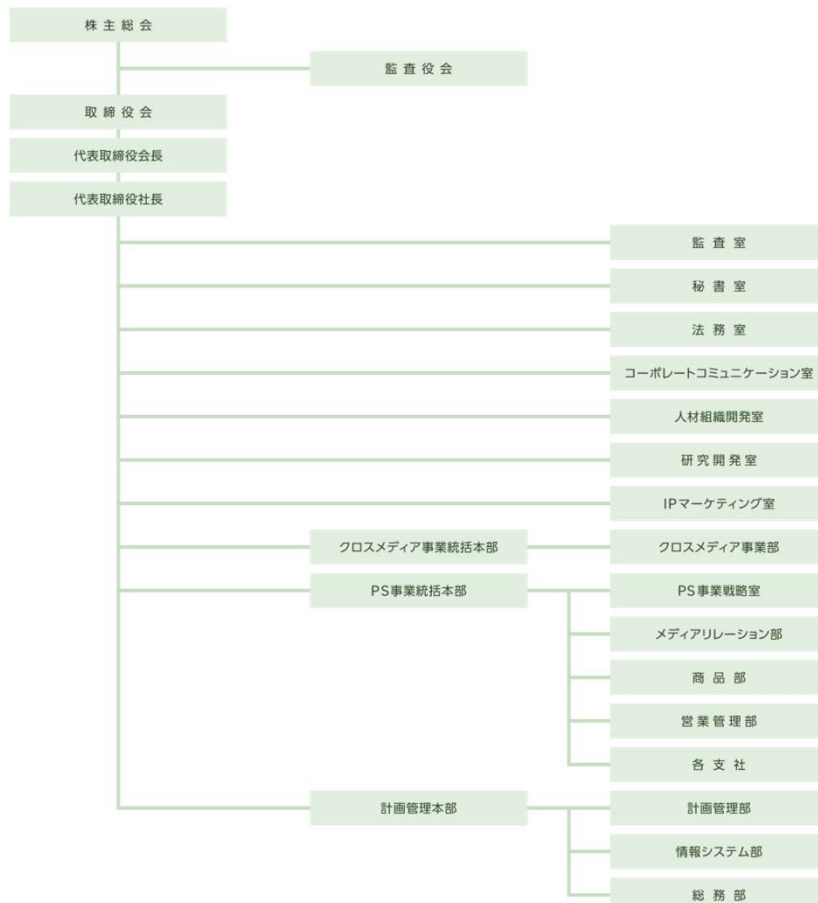 株主総会
監査役会
取締役会
代表取締役会長
代表取締役社長
監査室
秘書室
法務室
コーポレートコミュニケーション室
人材組織開発室
研究開発室
IPマーケティング室
クロスメディア事業統括本部
クロスメディア事業部
PS事業統括本部
PS事業戦略室
メディアリレーション部
商品部
営業管理部
各支社
計画管理本部
計画管理部
情報システム部
総務部